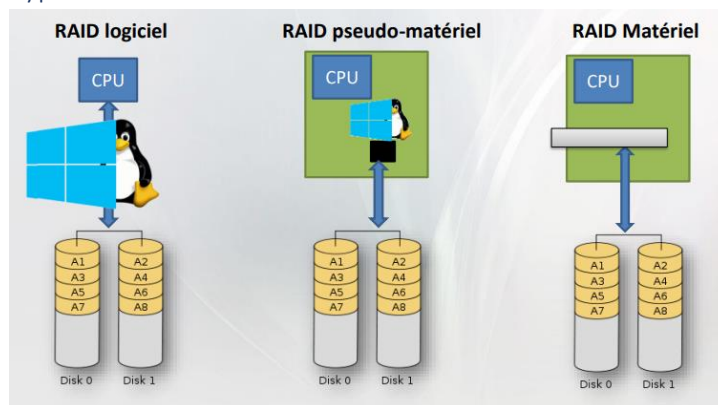 RAID logiciel
RAID pseudo-matériel
RAID Matériel
CPU
CPU
CPU
A1
A3
A5
A7
A2
A4
A6
A8
Disk 0
Disk 1
A1
A3
A5
A7
A2
A4
A6
A8
Disk 0
Disk 1
A1
A3
A5
A7
A2
A4
A6
A8
Disk 0
Disk 1